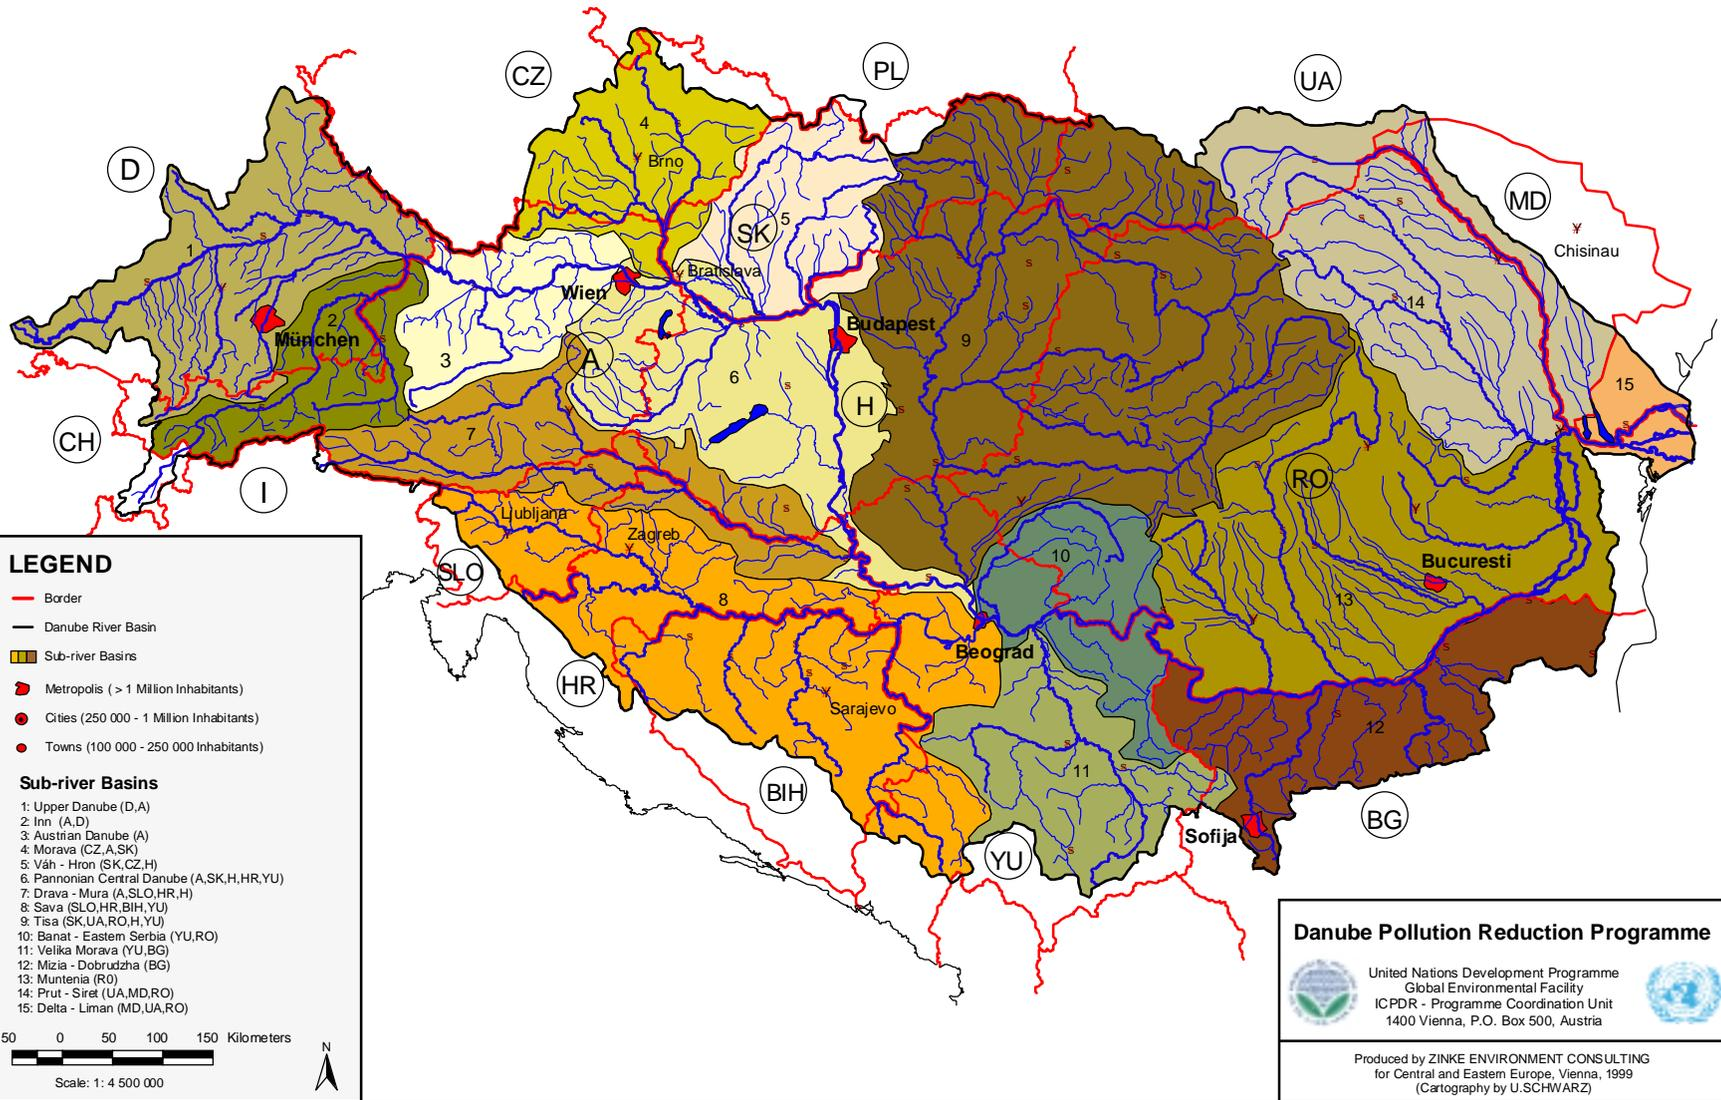 CZ
PL
UA
D
MD
4
Brno
5
SK
1
Chisinau
Bratislava
Wien
14
2
München
3
A
Budapest
9
6
H
15
CH
7
I
RO
Ljubljana
Zagreb
SLO
10
Bucuresti
13
8
Beograd
HR
Sarajevo
12
11
BIH
BG
Sofija
YU
LEGEND
Border
Danube River Basin
Sub-river Basins
Metropolis ( > 1 Million Inhabitants)
Cities (250 000 - 1 Million Inhabitants)
Towns (100 000 - 250 000 Inhabitants)
Sub-river Basins
1: Upper Danube (D,A)
2: Inn (A,D)
3: Austrian Danube (A)
4: Morava (CZ,A,SK)
5: Váh - Hron (SK,CZ,H)
6: Pannonian Central Danube (A,SK,H,HR,YU)
7: Drava - Mura (A,SLO,HR,H)
8: Sava (SLO,HR,BIH,YU)
9: Tisa (SK,UA,RO,H,YU)
10: Banat - Eastern Serbia (YU,RO)
11: Velika Morava (YU,BG)
12: Mizia - Dobrudzha (BG)
13: Muntenia (R0)
14: Prut - Siret (UA,MD,RO)
15: Delta - Liman (MD,UA,RO)
50 0 50 100 150 Kilometers
N
Scale: 1: 4 500 000
Danube Pollution Reduction Programme
United Nations Development Programme
Global Environmental Facility
ICPDR - Programme Coordination Unit
1400 Vienna, P.O. Box 500, Austria
Produced by ZINKE ENVIRONMENT CONSULTING
for Central and Eastern Europe, Vienna, 1999
(Cartography by U.SCHWARZ)